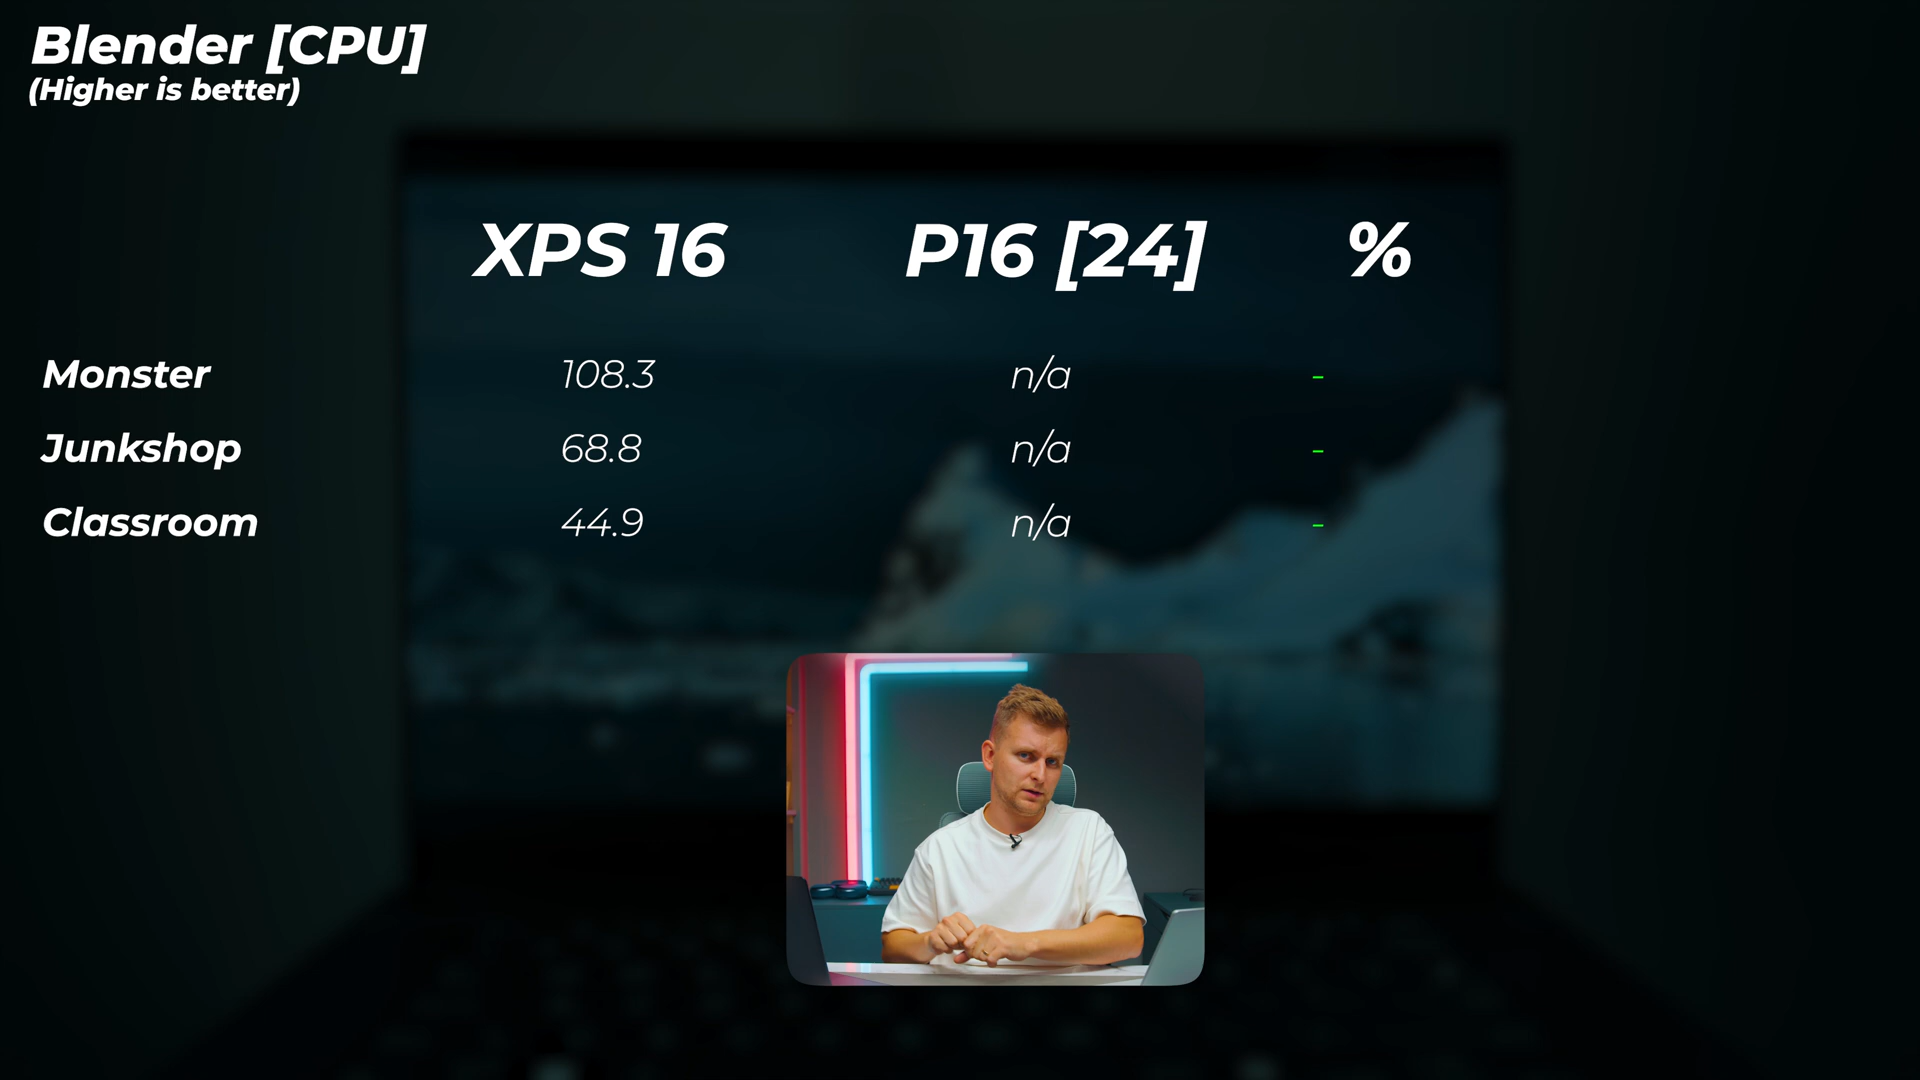 Blender [CPU]
(Higher is better)
XPS 16 P16 [24] %
Monster 108.3 n/a -
Junkshop 68.8 n/a -
Classroom 44.9 n/a -